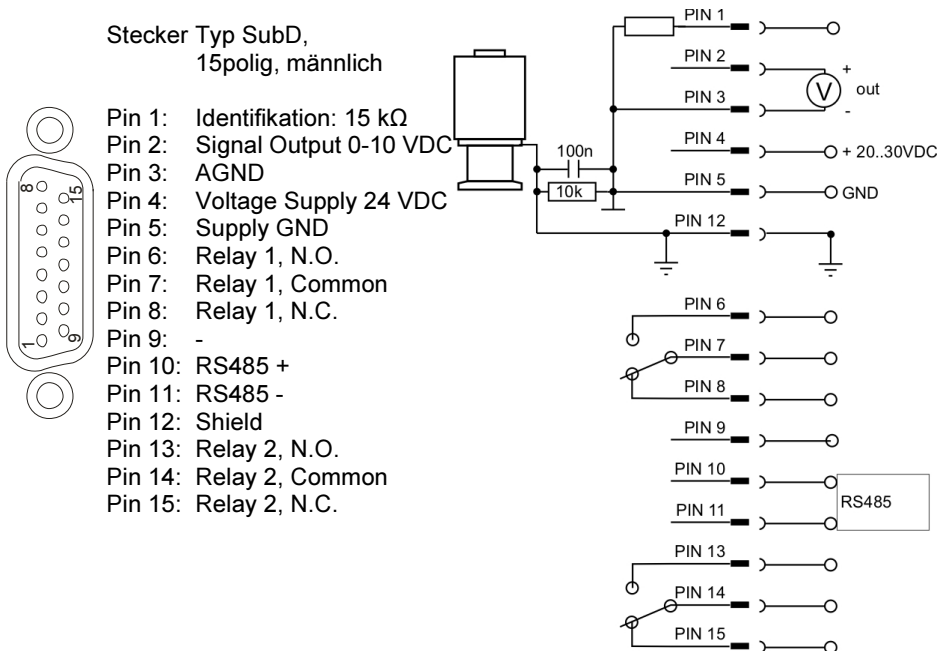 Stecker Typ SubD,
15polig, männlich
Pin 1: Identifikation: 15 kΩ
Pin 2: Signal Output 0-10 VDC
Pin 3: AGND
Pin 4: Voltage Supply 24 VDC
Pin 5: Supply GND
Pin 6: Relay 1, N.O.
Pin 7: Relay 1, Common
Pin 8: Relay 1, N.C.
Pin 9: -
Pin 10: RS485 +
Pin 11: RS485 -
Pin 12: Shield
Pin 13: Relay 2, N.O.
Pin 14: Relay 2, Common
Pin 15: Relay 2, N.C.
8
15
1
9
100n
10k
PIN 1
PIN 2
+
V
out
PIN 3
-
PIN 4
+ 20..30VDC
PIN 5
GND
PIN 12
PIN 6
PIN 7
PIN 8
PIN 9
PIN 10
RS485
PIN 11
PIN 13
PIN 14
PIN 15